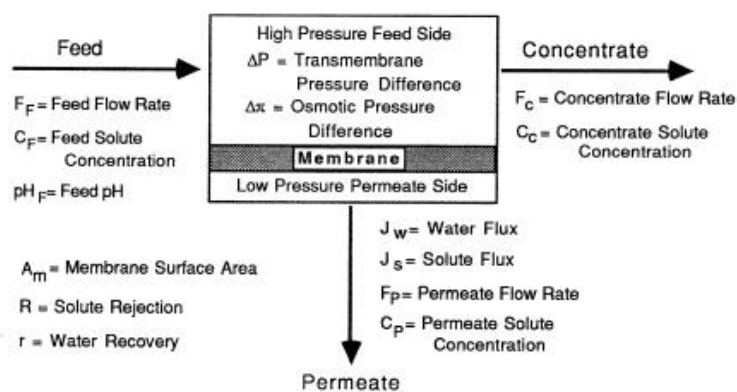 Feed
F_F = Feed Flow Rate
C_F = Feed Solute
Concentration
pH_F = Feed pH
High Pressure Feed Side
ΔP = Transmembrane
Pressure Difference
Δπ = Osmotic Pressure
Difference
Membrane
Low Pressure Permeate Side
Concentrate
F_C = Concentrate Flow Rate
C_C = Concentrate Solute
Concentration
A_m = Membrane Surface Area
R = Solute Rejection
r = Water Recovery
J_W = Water Flux
J_S = Solute Flux
F_P = Permeate Flow Rate
C_P = Permeate Solute
Concentration
Permeate